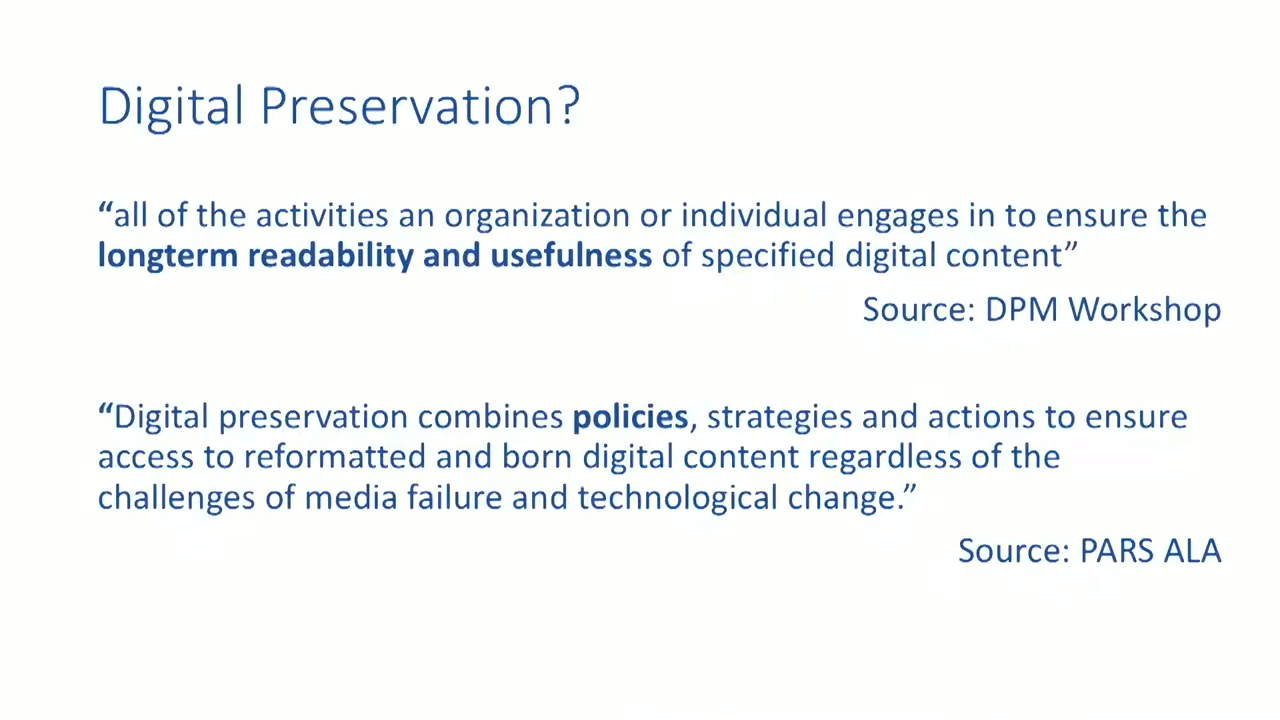 Digital Preservation?
“all of the activities an organization or individual engages in to ensure the
longterm readability and usefulness of specified digital content”
Source: DPM Workshop
“Digital preservation combines policies, strategies and actions to ensure
access to reformatted and born digital content regardless of the
challenges of media failure and technological change.”
Source: PARS ALA